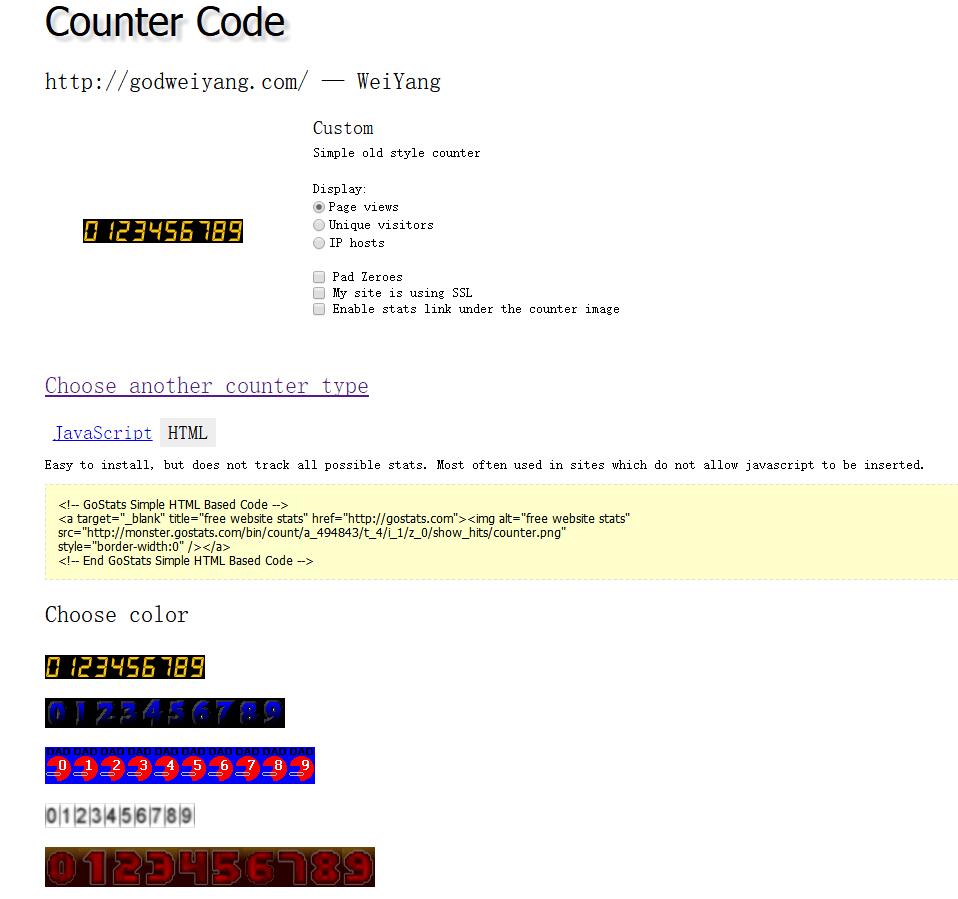 Counter Code
http://godweiyang.com/ — WeiYang
Custom
Simple old style counter
0123456789
Display:
Page views
Unique visitors
IP hosts
Pad Zeroes
My site is using SSL
Enable stats link under the counter image
Choose another counter type
JavaScript HTML
Easy to install, but does not track all possible stats. Most often used in sites which do not allow javascript to be inserted.
<!-- GoStats Simple HTML Based Code -->
<a target="_blank" title="free website stats" href="http://gostats.com"><img alt="free website stats"
src="http://monster.gostats.com/bin/count/a_494843/t_4/i_1/z_0/show_hits/counter.png"
style="border-width:0" /></a>
<!-- End GoStats Simple HTML Based Code -->
Choose color
0123456789
0123456789
DAD DAD DAD DAD DAD DAD DAD DAD DAD DAD
0 1 2 3 4 5 6 7 8 9
0123456789
0123456789